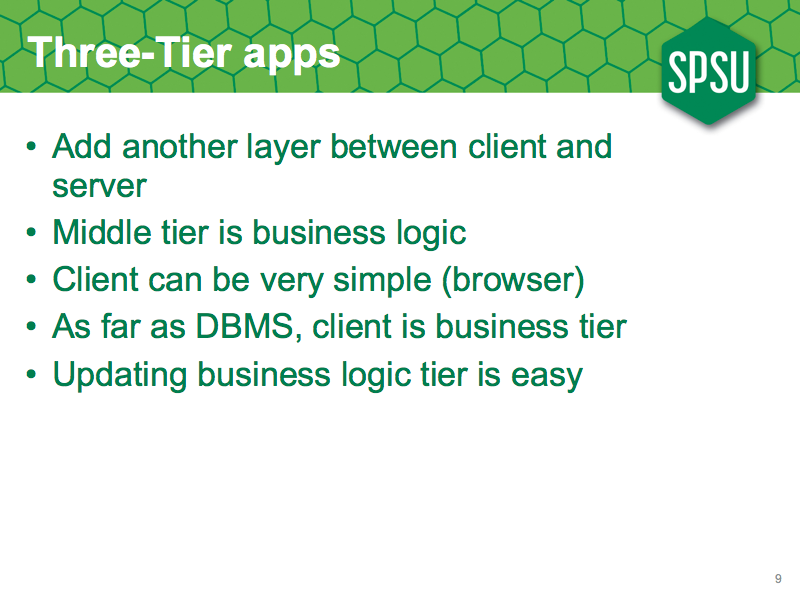 Three-Tier apps
SPSU
• Add another layer between client and
server
• Middle tier is business logic
• Client can be very simple (browser)
• As far as DBMS, client is business tier
• Updating business logic tier is easy
9